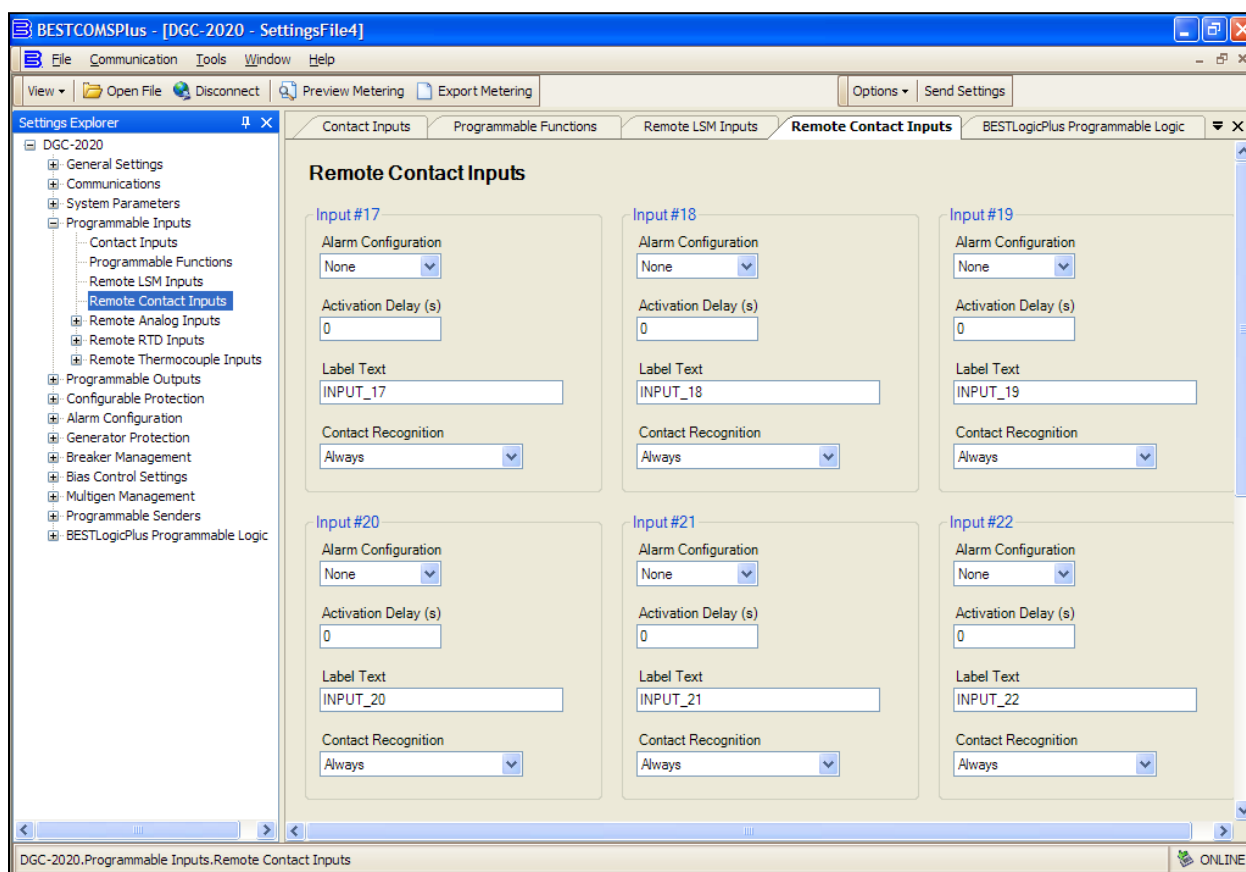 BESTCOMSPlus - [DGC-2020 - SettingsFile4]
File Communication Tools Window Help
View Open File Disconnect Preview Metering Export Metering Options Send Settings
Settings Explorer
DGC-2020
General Settings
Communications
System Parameters
Programmable Inputs
Contact Inputs
Programmable Functions
Remote LSM Inputs
Remote Contact Inputs
Remote Analog Inputs
Remote RTD Inputs
Remote Thermocouple Inputs
Programmable Outputs
Configurable Protection
Alarm Configuration
Generator Protection
Breaker Management
Bias Control Settings
Multigen Management
Programmable Senders
BESTLogicPlus Programmable Logic
Contact Inputs Programmable Functions Remote LSM Inputs Remote Contact Inputs BESTLogicPlus Programmable Logic
Remote Contact Inputs
Input #17
Alarm Configuration
None
Activation Delay (s)
0
Label Text
INPUT_17
Contact Recognition
Always
Input #18
Alarm Configuration
None
Activation Delay (s)
0
Label Text
INPUT_18
Contact Recognition
Always
Input #19
Alarm Configuration
None
Activation Delay (s)
0
Label Text
INPUT_19
Contact Recognition
Always
Input #20
Alarm Configuration
None
Activation Delay (s)
0
Label Text
INPUT_20
Contact Recognition
Always
Input #21
Alarm Configuration
None
Activation Delay (s)
0
Label Text
INPUT_21
Contact Recognition
Always
Input #22
Alarm Configuration
None
Activation Delay (s)
0
Label Text
INPUT_22
Contact Recognition
Always
DGC-2020.Programmable Inputs.Remote Contact Inputs
ONLINE